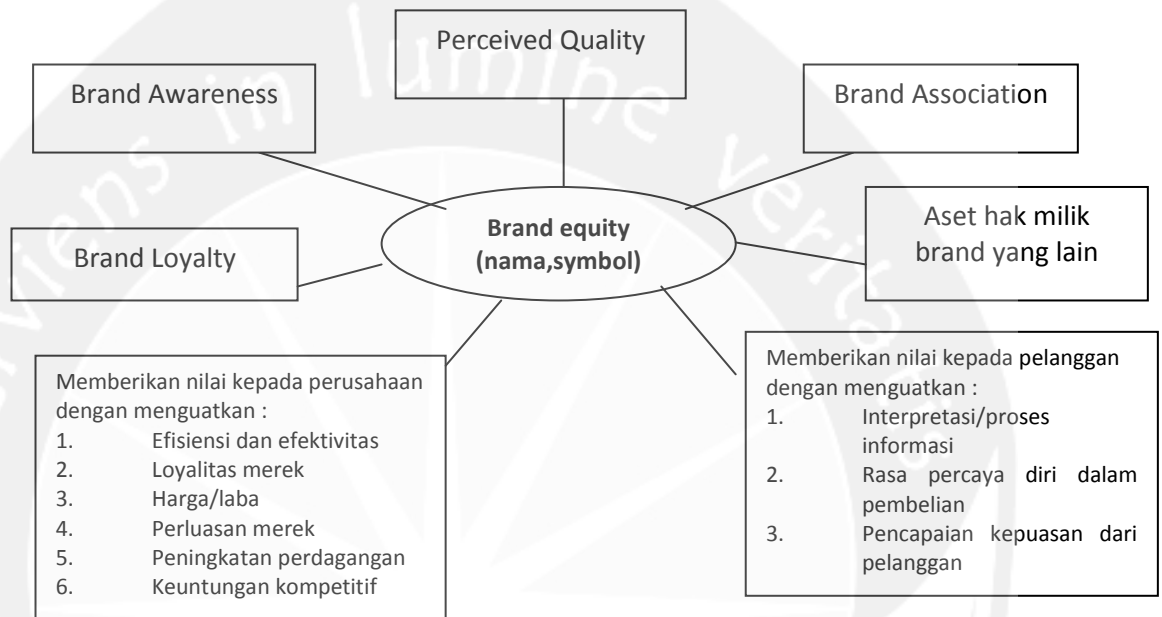 Perceived Quality
Brand Awareness
Brand Association
Brand equity
(nama,symbol)
Aset hak milik
brand yang lain
Brand Loyalty
Memberikan nilai kepada perusahaan
dengan menguatkan :
1. Efisiensi dan efektivitas
2. Loyalitas merek
3. Harga/laba
4. Perluasan merek
5. Peningkatan perdagangan
6. Keuntungan kompetitif
Memberikan nilai kepada pelanggan
dengan menguatkan :
1. Interpretasi/proses
informasi
2. Rasa percaya diri dalam
pembelian
3. Pencapaian kepuasan dari
pelanggan
in lumine veritatis